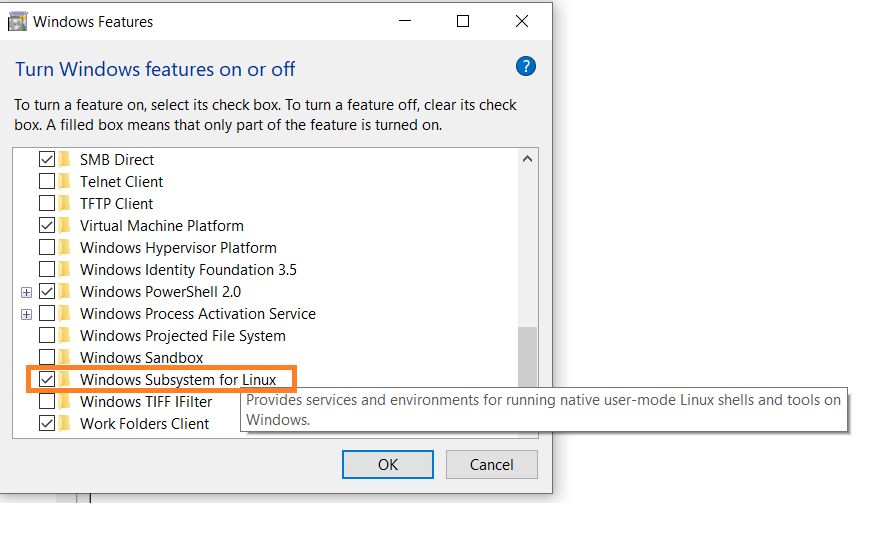 Windows Features
Turn Windows features on or off
?
To turn a feature on, select its check box. To turn a feature off, clear its check
box. A filled box means that only part of the feature is turned on.
SMB Direct
Telnet Client
TFTP Client
Virtual Machine Platform
Windows Hypervisor Platform
Windows Identity Foundation 3.5
Windows PowerShell 2.0
Windows Process Activation Service
Windows Projected File System
Windows Sandbox
Windows Subsystem for Linux
Windows TIFF IFilter
Provides services and environments for running native user-mode Linux shells and tools on
Windows.
Work Folders Client
OK
Cancel